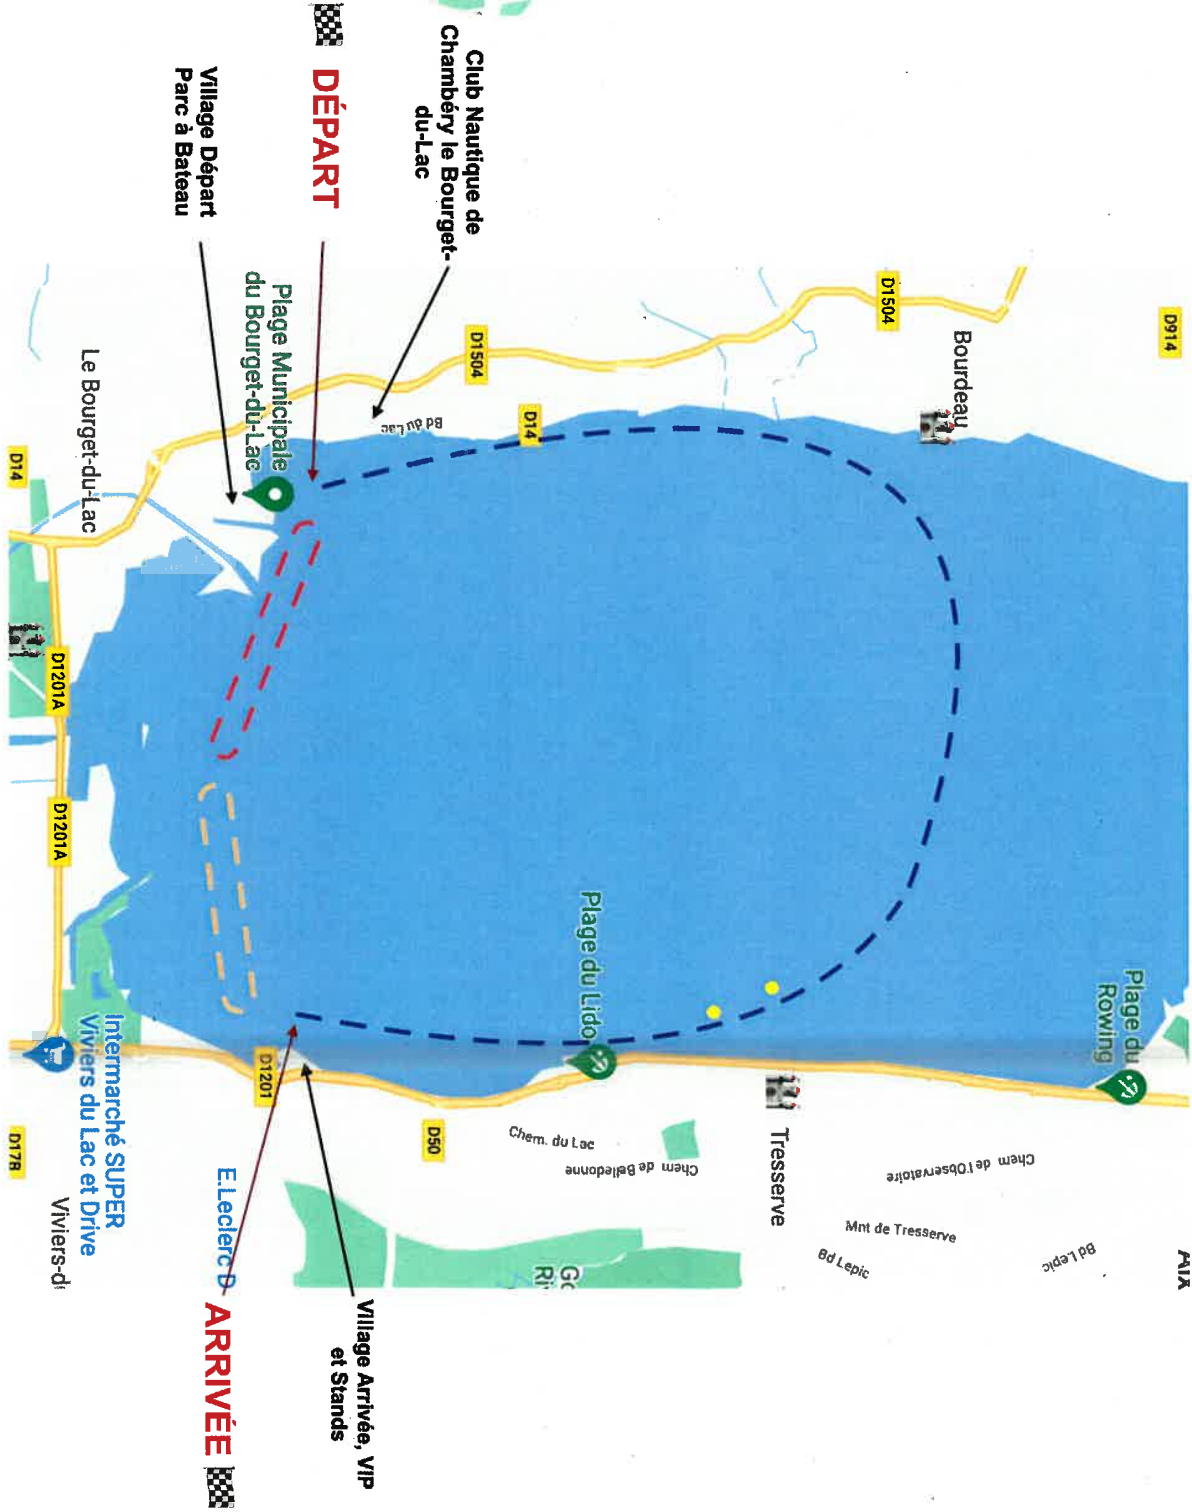 DÉPART
Club Nautique de
Chambéry le Bourget-
du-Lac
Village Départ
Parc à Bateau
Plage Municipale
du Bourget-du-Lac
Le Bourget-du-Lac
D14
D1504
D1504
D914
Bourdeau
D14
Bd du Lac
D1201A
D1201A
Plage du Lido
Plage du
Rowing
Intermarché SUPER
Viviers du Lac et Drive
D1201
D50
D17B
Viviers-d
E.Leclerc D
Chem. du Lac
Chem de Belledonne
Tresserve
Chem de l'Observatoire
Mnt de Tresserve
Bd Lepic
Bd Lepic
Aix
Go
Ri
ARRIVÉE
Village Arrivée, VIP
et Stands